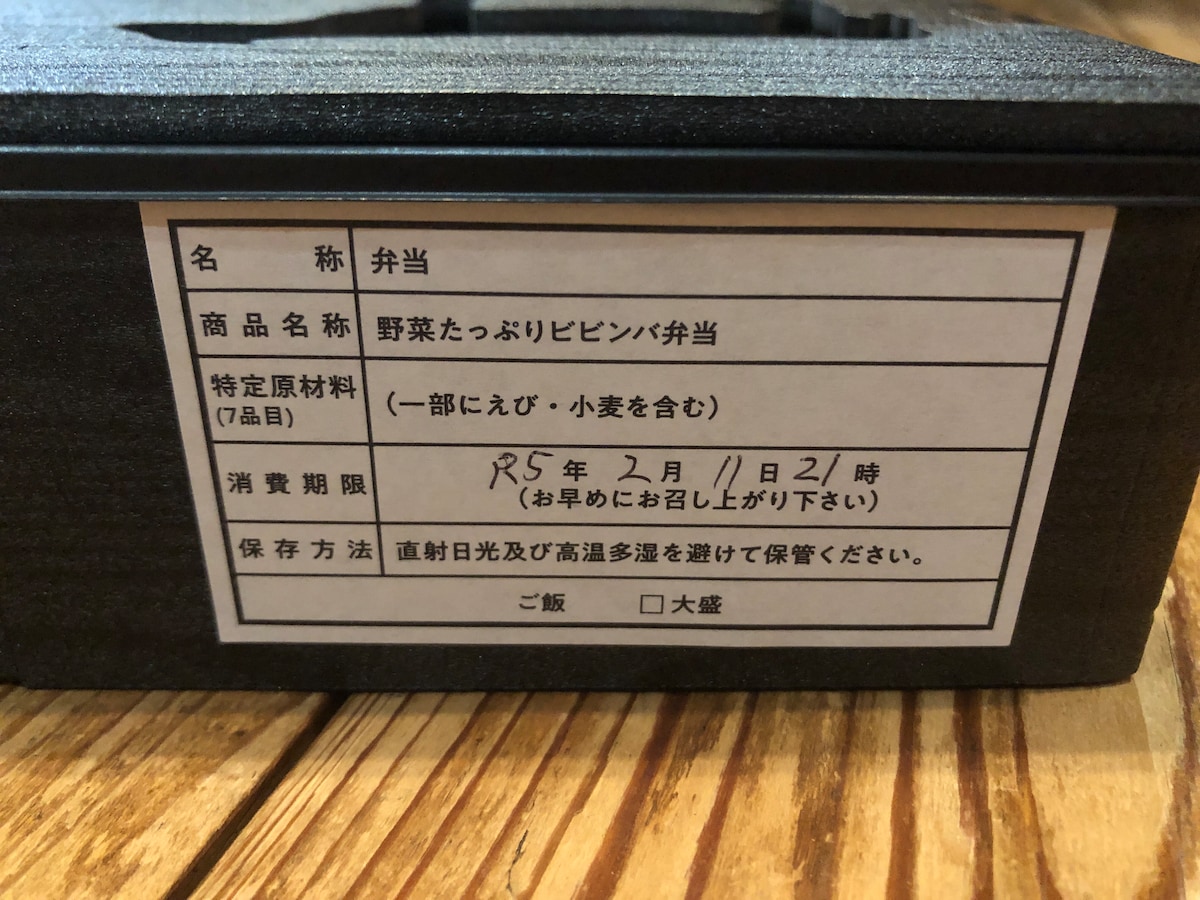 名称 弁当
商品名称 野菜たっぷりビビンバ弁当
特定原材料 (7品目) (一部にえび・小麦を含む)
消費期限 R5年 2月 11日 21時
(お早めにお召し上がり下さい)
保存方法 直射日光及び高温多湿を避けて保管ください。
ご飯 □大盛